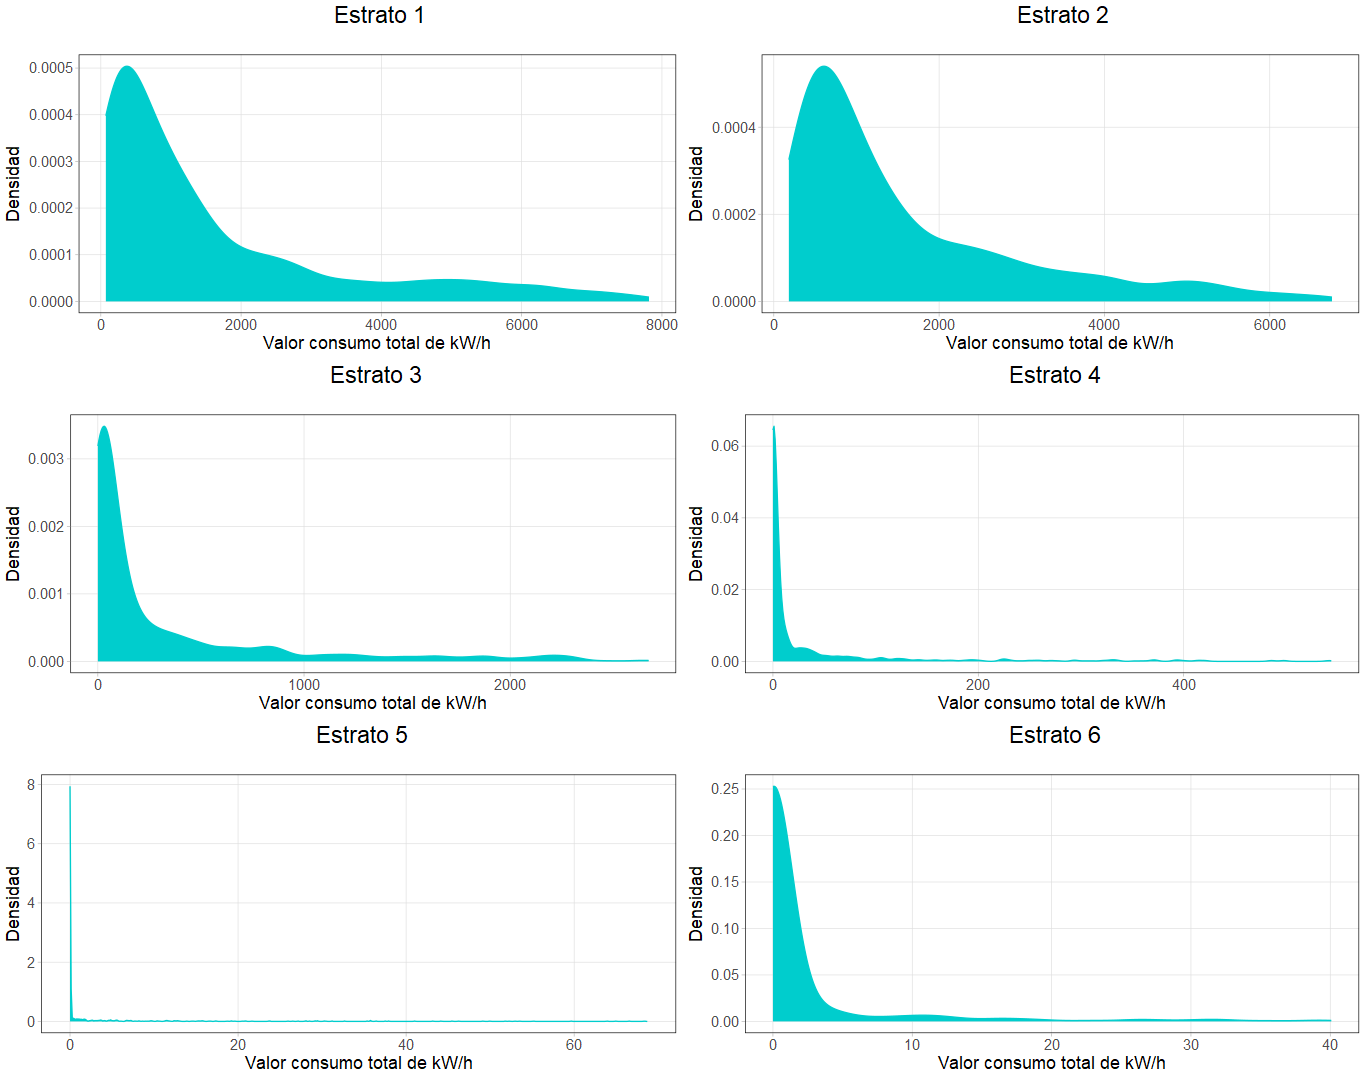 Estrato 1
Densidad
0.0005
0.0004
0.0003
0.0002
0.0001
0.0000
0 2000 4000 6000 8000
Valor consumo total de kW/h
Estrato 2
Densidad
0.0004
0.0002
0.0000
0 2000 4000 6000
Valor consumo total de kW/h
Estrato 3
Densidad
0.003
0.002
0.001
0.000
0 1000 2000
Valor consumo total de kW/h
Estrato 4
Densidad
0.06
0.04
0.02
0.00
0 200 400
Valor consumo total de kW/h
Estrato 5
Densidad
8
6
4
2
0
0 20 40 60
Valor consumo total de kW/h
Estrato 6
Densidad
0.25
0.20
0.15
0.10
0.05
0.00
0 10 20 30 40
Valor consumo total de kW/h